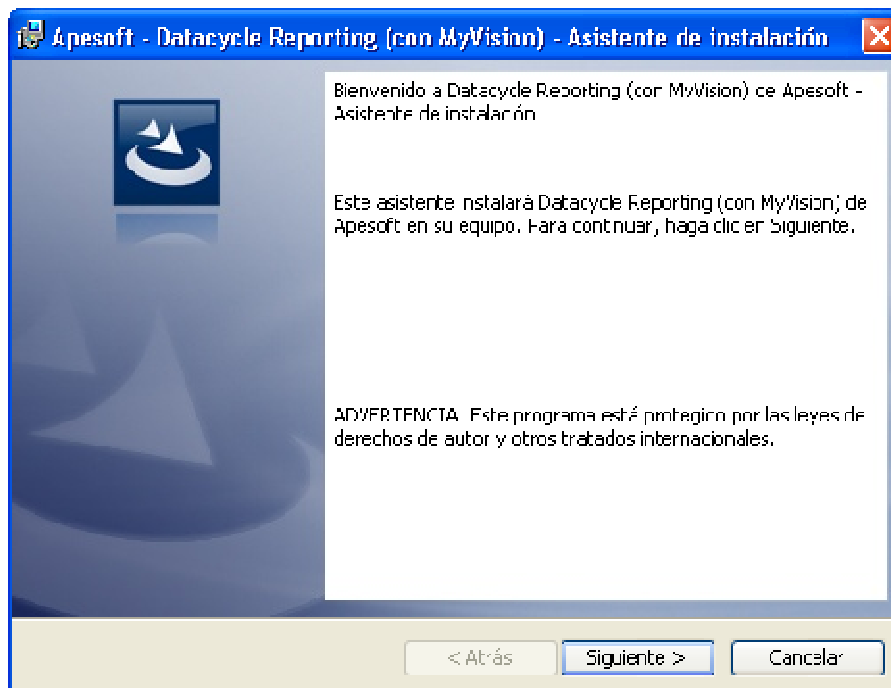 Apesoft - Datacycle Reporting (con MyVision) - Asistente de instalación
Bienvenido a Datacycle Reporting (con MyVision) de Apesoft -
Asistente de instalación
Este asistente instalará Datacycle Reporting (con MyVision) de
Apesoft en su equipo. Para continuar, haga clic en Siguiente.
ADVERTENCIA: Este programa está protegido por las leyes de
derechos de autor y otros tratados internacionales.
< Atrás
Siguiente >
Cancelar